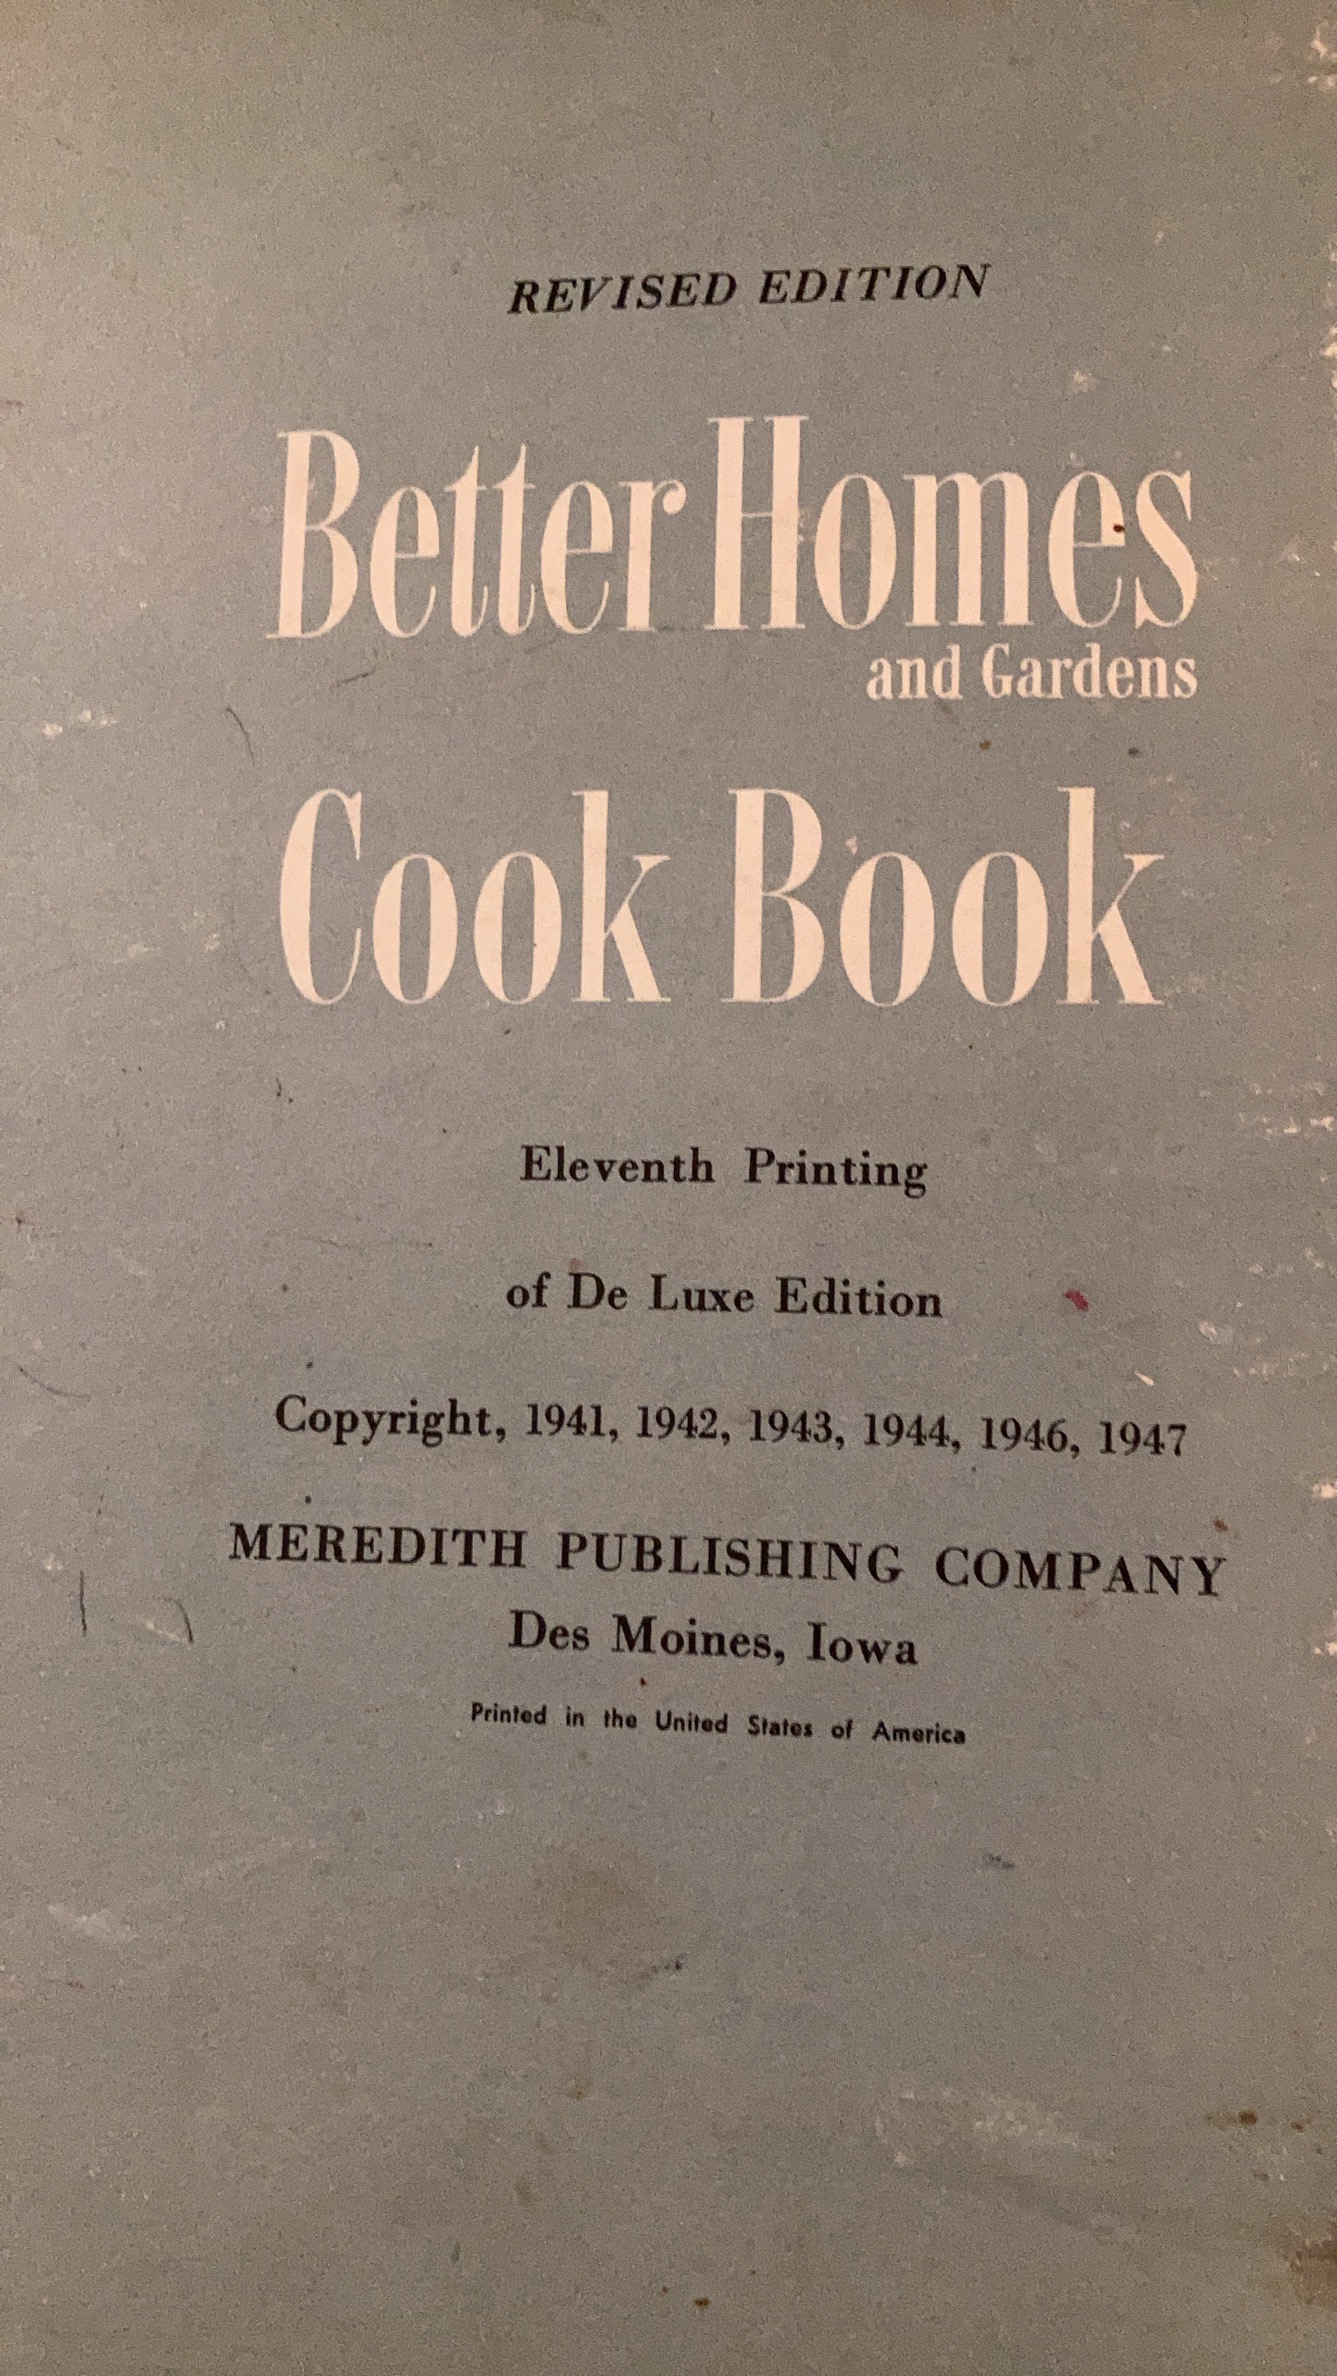 REVISED EDITION
Better Homes
and Gardens
Cook Book
Eleventh Printing
of De Luxe Edition
Copyright, 1941, 1942, 1943, 1944, 1946, 1947
MEREDITH PUBLISHING COMPANY
Des Moines, Iowa
Printed in the United States of America